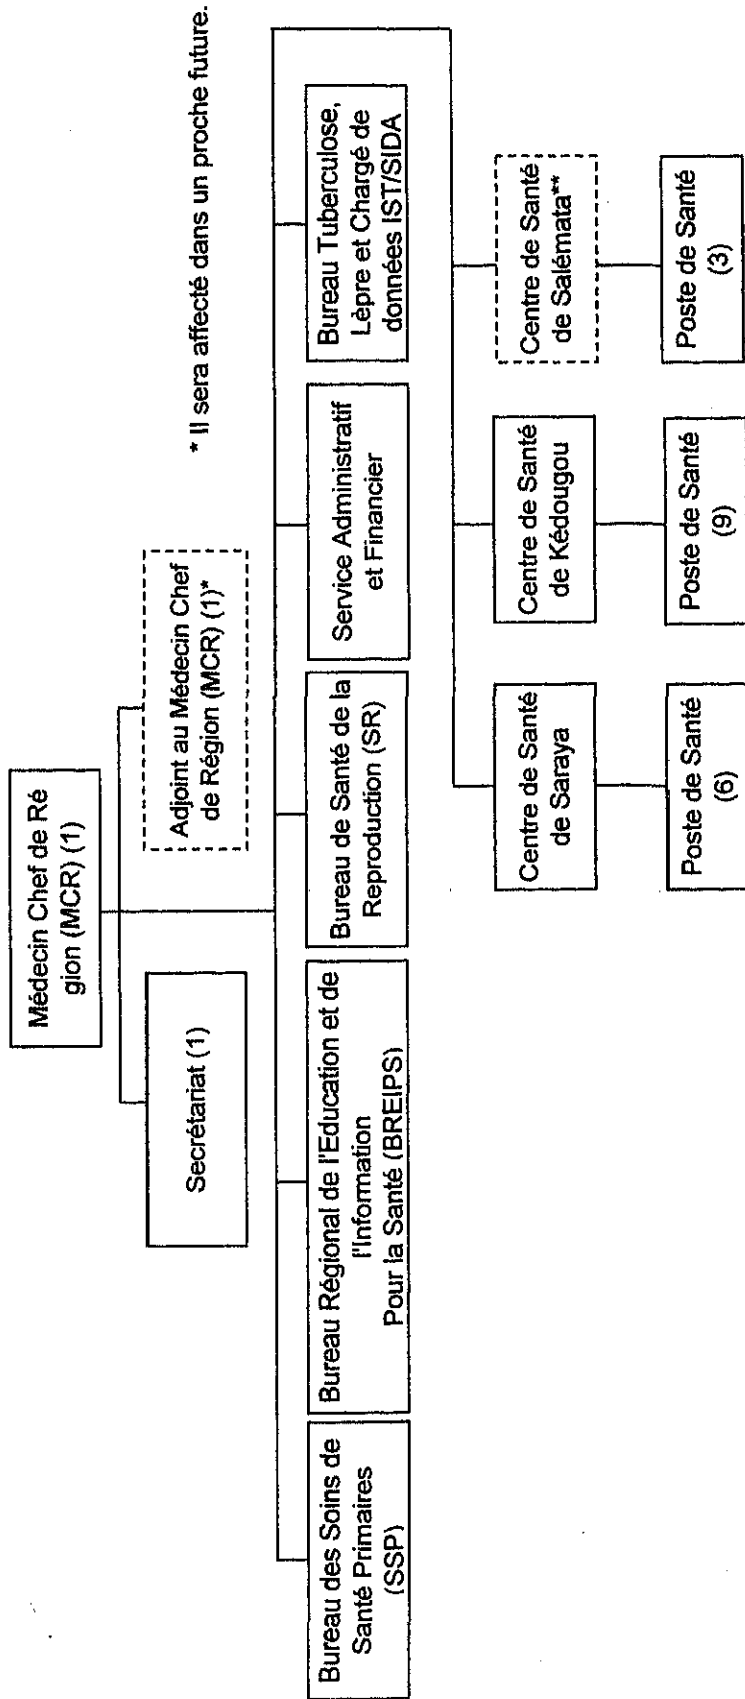 Médecin Chef de Ré
gion (MCR) (1)
Secrétariat (1)
Adjoint au Médecin Chef
de Région (MCR) (1)*
* Il sera affecté dans un proche future.
Bureau des Soins de
Santé Primaires
(SSP)
Bureau Régional de l'Education et de
l'Information
Pour la Santé (BREIPS)
Bureau de Santé de la
Reproduction (SR)
Service Administratif
et Financier
Bureau Tuberculose,
Lèpre et Chargé de
données IST/SIDA
Centre de Santé
de Saraya
Centre de Santé
de Kédougou
Centre de Santé
de Salémata**
Poste de Santé
(6)
Poste de Santé
(9)
Poste de Santé
(3)